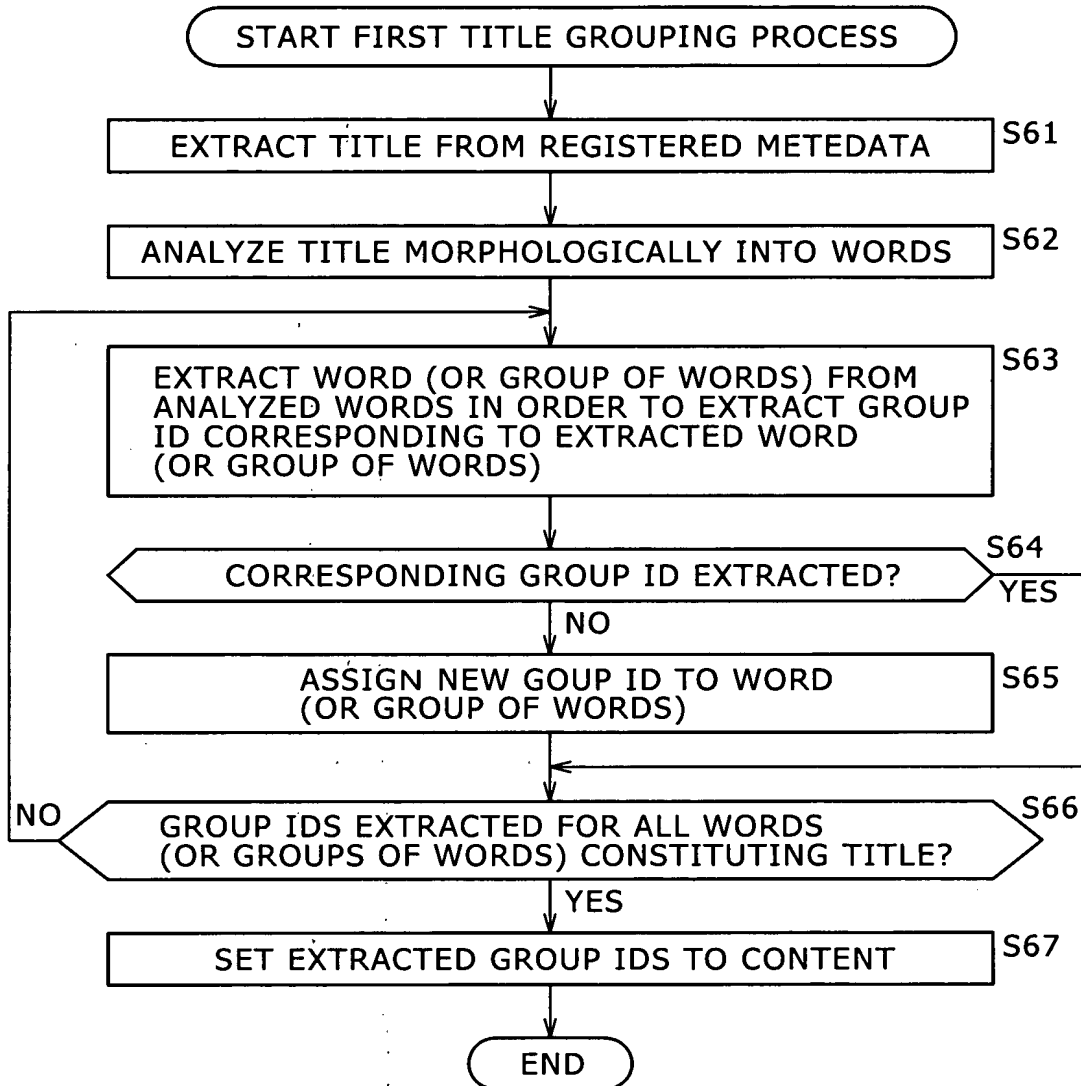 START FIRST TITLE GROUPING PROCESS
EXTRACT TITLE FROM REGISTERED METEDATA
S61
ANALYZE TITLE MORPHOLOGICALLY INTO WORDS
S62
S63
EXTRACT WORD (OR GROUP OF WORDS) FROM
ANALYZED WORDS IN ORDER TO EXTRACT GROUP
ID CORRESPONDING TO EXTRACTED WORD
(OR GROUP OF WORDS)
S64
CORRESPONDING GROUP ID EXTRACTED?
YES
NO
ASSIGN NEW GOUP ID TO WORD
(OR GROUP OF WORDS)
S65
S66
NO
GROUP IDS EXTRACTED FOR ALL WORDS
(OR GROUPS OF WORDS) CONSTITUTING TITLE?
YES
SET EXTRACTED GROUP IDS TO CONTENT
S67
END